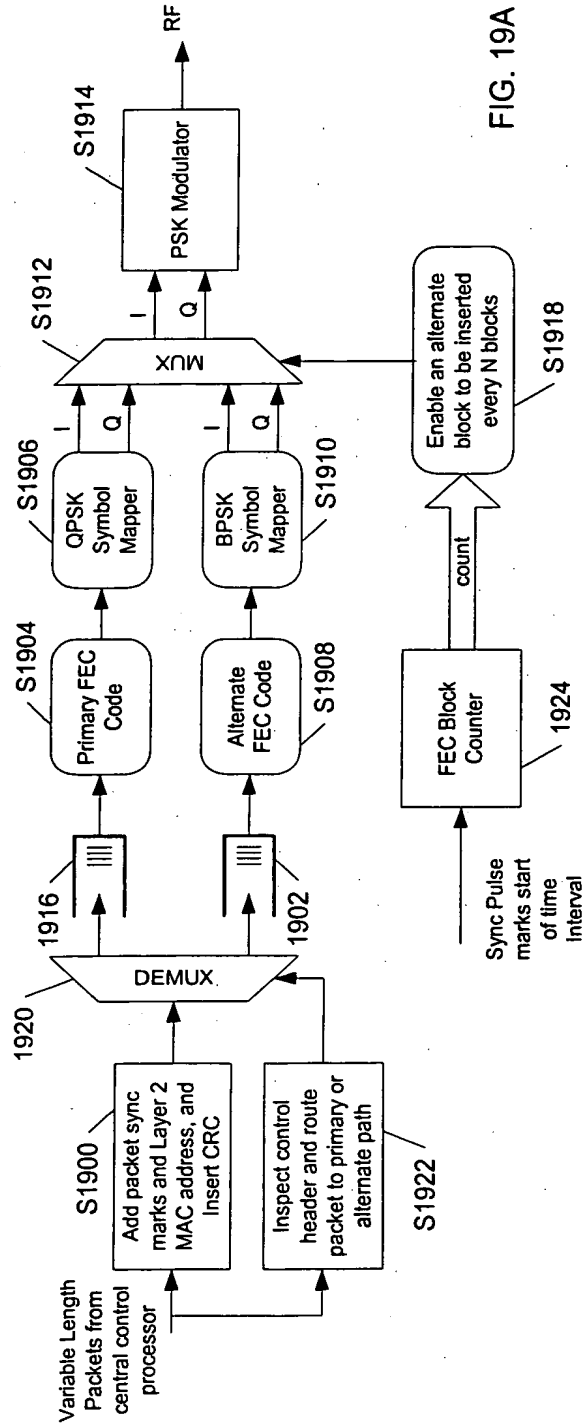 Variable Length
Packets from
central control
processor
S1900
Add packet sync
marks and Layer 2
MAC address, and
Insert CRC
Inspect control
header and route
packet to primary or
alternate path
S1922
1920
DEMUX
1916
1902
S1904
Primary FEC
Code
Alternate
FEC Code
S1908
S1906
QPSK
Symbol
Mapper
BPSK
Symbol
Mapper
S1910
I
Q
I
Q
S1912
MUX
I
Q
S1914
PSK Modulator
RF
Sync Pulse
marks start
of time
Interval
FEC Block
Counter
1924
count
Enable an alternate
block to be inserted
every N blocks
S1918
FIG. 19A